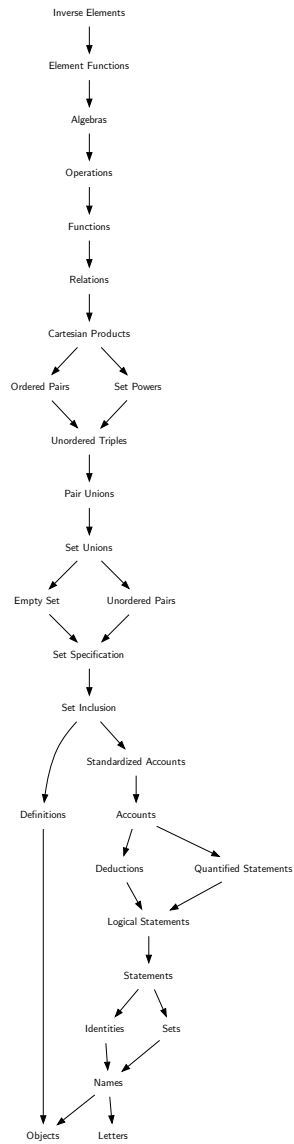 Inverse Elements
Element Functions
Algebras
Operations
Functions
Relations
Cartesian Products
Ordered Pairs
Set Powers
Unordered Triples
Pair Unions
Set Unions
Empty Set
Unordered Pairs
Set Specification
Set Inclusion
Standardized Accounts
Definitions
Accounts
Deductions
Quantified Statements
Logical Statements
Statements
Identities
Sets
Names
Objects
Letters